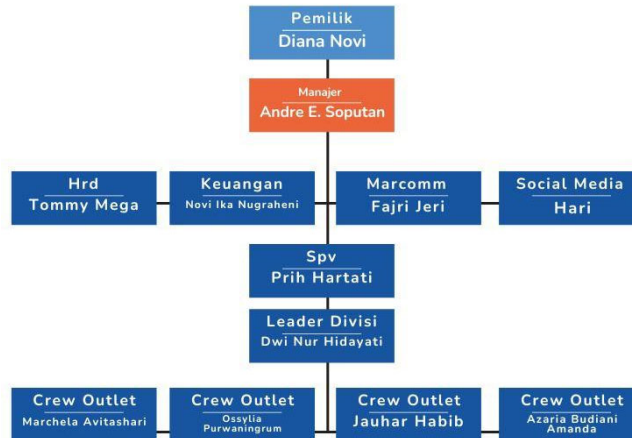 Pemilik
Diana Novi
Manajer
Andre E. Soputan
Hrd
Tommy Mega
Keuangan
Novi Ika Nugraheni
Marcomm
Fajri Jeri
Social Media
Hari
Spv
Prih Hartati
Leader Divisi
Dwi Nur Hidayati
Crew Outlet
Marchela Avitashari
Crew Outlet
Ossylia
Purwaningrum
Crew Outlet
Jauhar Habib
Crew Outlet
Azaria Budiani
Amanda